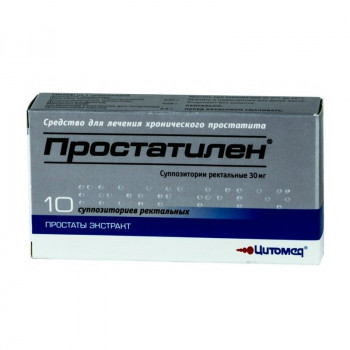 Средство для лечения хронического простатита
Простатилен®
Суппозитории ректальные 30 мг
10 суппозиториев ректальных
ПРОСТАТЫ ЭКСТРАКТ
Цитомед®